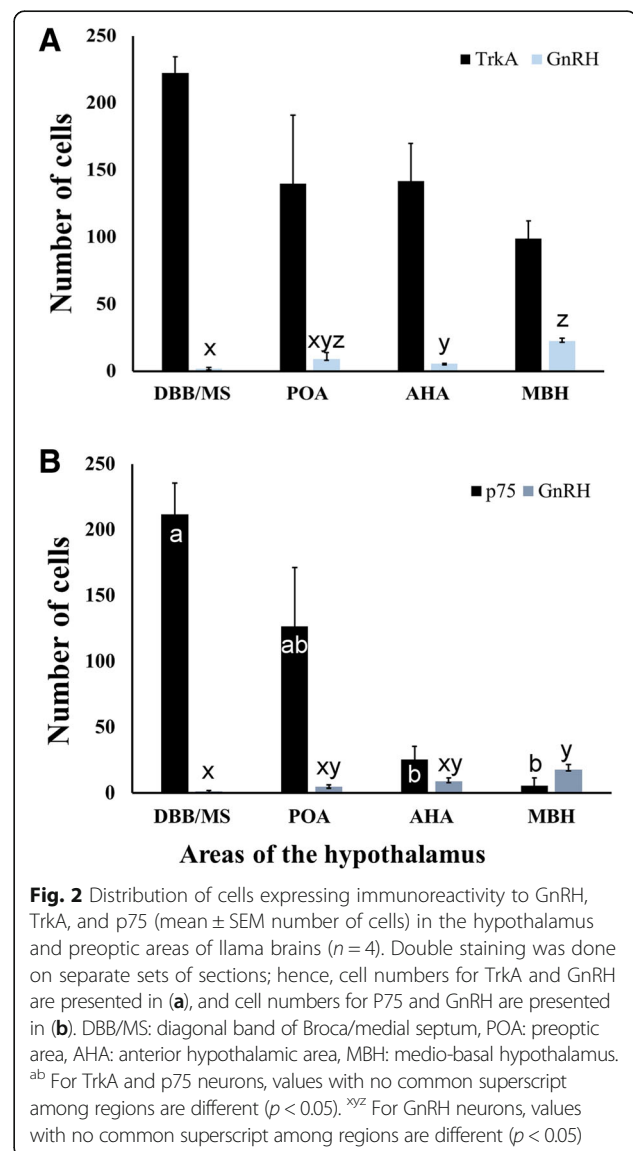 A
250
TrkA GnRH
200
150
100
50
0
Number of cells
x
xyz
y
z
DBB/MS POA AHA MBH
B
250
p75 GnRH
200
150
100
50
0
Number of cells
a
x
ab
xy
b
xy
b
y
DBB/MS POA AHA MBH
Areas of the hypothalamus
Fig. 2 Distribution of cells expressing immunoreactivity to GnRH,
TrkA, and p75 (mean ± SEM number of cells) in the hypothalamus
and preoptic areas of llama brains (n = 4). Double staining was done
on separate sets of sections; hence, cell numbers for TrkA and GnRH
are presented in (a), and cell numbers for P75 and GnRH are presented
in (b). DBB/MS: diagonal band of Broca/medial septum, POA: preoptic
area, AHA: anterior hypothalamic area, MBH: medio-basal hypothalamus.
ab For TrkA and p75 neurons, values with no common superscript
among regions are different (p < 0.05). xyz For GnRH neurons, values
with no common superscript among regions are different (p < 0.05)